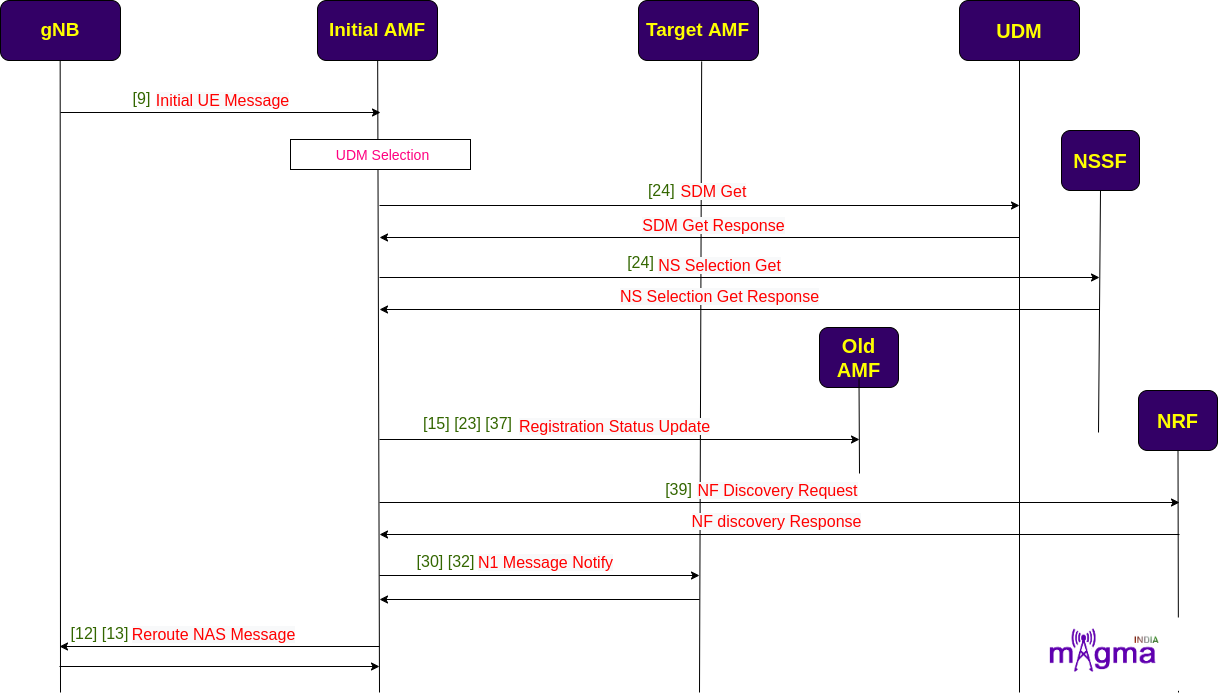 gNB
Initial AMF
Target AMF
UDM
[9] Initial UE Message
UDM Selection
NSSF
[24] SDM Get
SDM Get Response
[24] NS Selection Get
NS Selection Get Response
Old
AMF
NRF
[15] [23] [37] Registration Status Update
[39] NF Discovery Request
NF discovery Response
[30] [32] N1 Message Notify
[12] [13] Reroute NAS Message
INDIA
magma